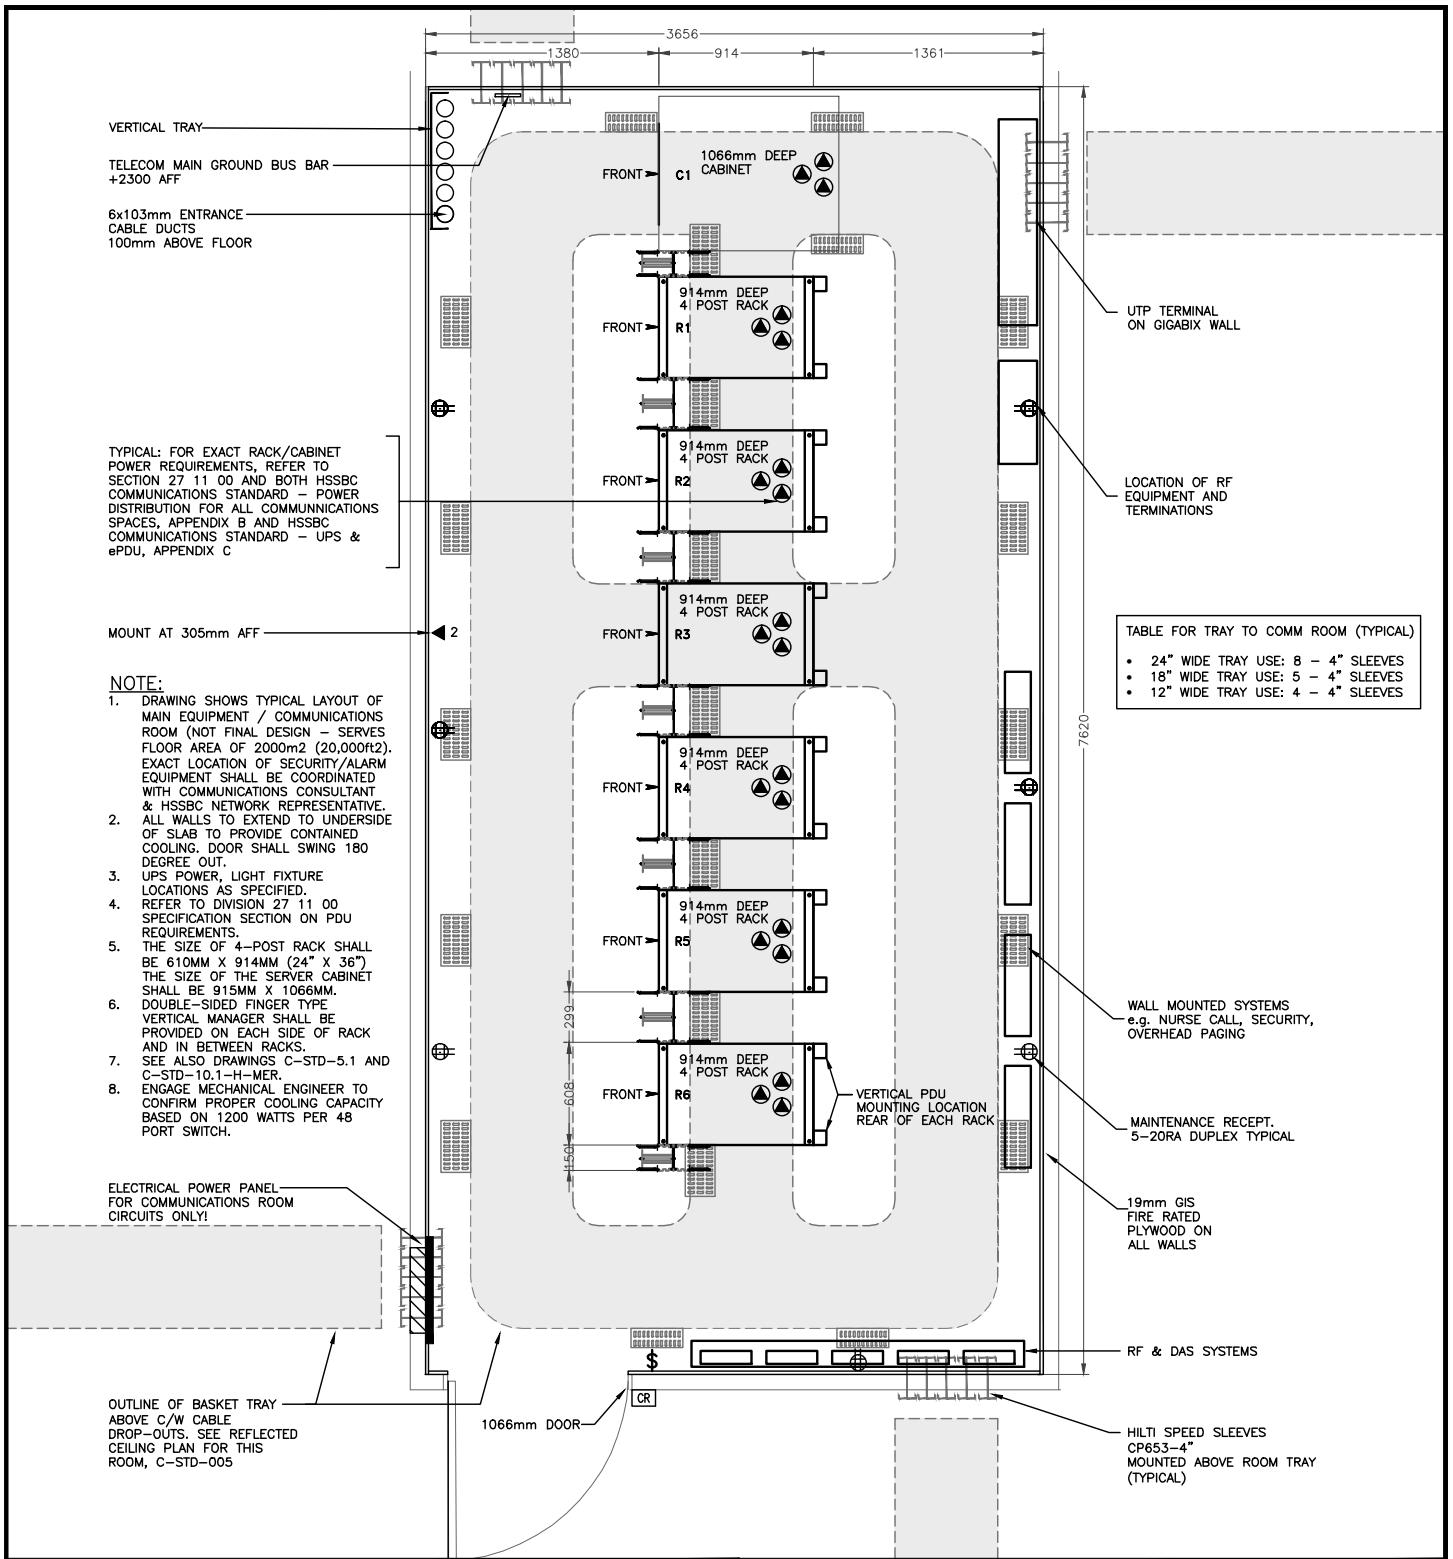 3656
1380
914
1361
VERTICAL TRAY
TELECOM MAIN GROUND BUS BAR
+2300 AFF
6x103mm ENTRANCE
CABLE DUCTS
100mm ABOVE FLOOR
1066mm DEEP
CABINET
FRONT
C1
914mm DEEP
4 POST RACK
FRONT
R1
UTP TERMINAL
ON GIGABIX WALL
TYPICAL: FOR EXACT RACK/CABINET
POWER REQUIREMENTS, REFER TO
SECTION 27 11 00 AND BOTH HSSBC
COMMUNICATIONS STANDARD – POWER
DISTRIBUTION FOR ALL COMMUNNICATIONS
SPACES, APPENDIX B AND HSSBC
COMMUNICATIONS STANDARD – UPS &
ePDU, APPENDIX C
914mm DEEP
4 POST RACK
FRONT
R2
LOCATION OF RF
EQUIPMENT AND
TERMINATIONS
MOUNT AT 305mm AFF
2
914mm DEEP
4 POST RACK
FRONT
R3
TABLE FOR TRAY TO COMM ROOM (TYPICAL)
• 24" WIDE TRAY USE: 8 – 4" SLEEVES
• 18" WIDE TRAY USE: 5 – 4" SLEEVES
• 12" WIDE TRAY USE: 4 – 4" SLEEVES
7620
NOTE:
1. DRAWING SHOWS TYPICAL LAYOUT OF
MAIN EQUIPMENT / COMMUNICATIONS
ROOM (NOT FINAL DESIGN – SERVES
FLOOR AREA OF 2000m2 (20,000ft2).
EXACT LOCATION OF SECURITY/ALARM
EQUIPMENT SHALL BE COORDINATED
WITH COMMUNICATIONS CONSULTANT
& HSSBC NETWORK REPRESENTATIVE.
2. ALL WALLS TO EXTEND TO UNDERSIDE
OF SLAB TO PROVIDE CONTAINED
COOLING. DOOR SHALL SWING 180
DEGREE OUT.
3. UPS POWER, LIGHT FIXTURE
LOCATIONS AS SPECIFIED.
4. REFER TO DIVISION 27 11 00
SPECIFICATION SECTION ON PDU
REQUIREMENTS.
5. THE SIZE OF 4–POST RACK SHALL
BE 610MM X 914MM (24" X 36")
THE SIZE OF THE SERVER CABINET
SHALL BE 915MM X 1066MM.
6. DOUBLE–SIDED FINGER TYPE
VERTICAL MANAGER SHALL BE
PROVIDED ON EACH SIDE OF RACK
AND IN BETWEEN RACKS.
7. SEE ALSO DRAWINGS C–STD–5.1 AND
C–STD–10.1–H–MER.
8. ENGAGE MECHANICAL ENGINEER TO
CONFIRM PROPER COOLING CAPACITY
BASED ON 1200 WATTS PER 48
PORT SWITCH.
914mm DEEP
4 POST RACK
FRONT
R4
914mm DEEP
4 POST RACK
FRONT
R5
299
WALL MOUNTED SYSTEMS
e.g. NURSE CALL, SECURITY,
OVERHEAD PAGING
914mm DEEP
4 POST RACK
FRONT
R6
608
150
VERTICAL PDU
MOUNTING LOCATION
REAR OF EACH RACK
MAINTENANCE RECEPT.
5–20RA DUPLEX TYPICAL
ELECTRICAL POWER PANEL
FOR COMMUNICATIONS ROOM
CIRCUITS ONLY!
19mm GIS
FIRE RATED
PLYWOOD ON
ALL WALLS
$
RF & DAS SYSTEMS
CR
OUTLINE OF BASKET TRAY
ABOVE C/W CABLE
DROP–OUTS. SEE REFLECTED
CEILING PLAN FOR THIS
ROOM, C–STD–005
1066mm DOOR
HILTI SPEED SLEEVES
CP653–4"
MOUNTED ABOVE ROOM TRAY
(TYPICAL)